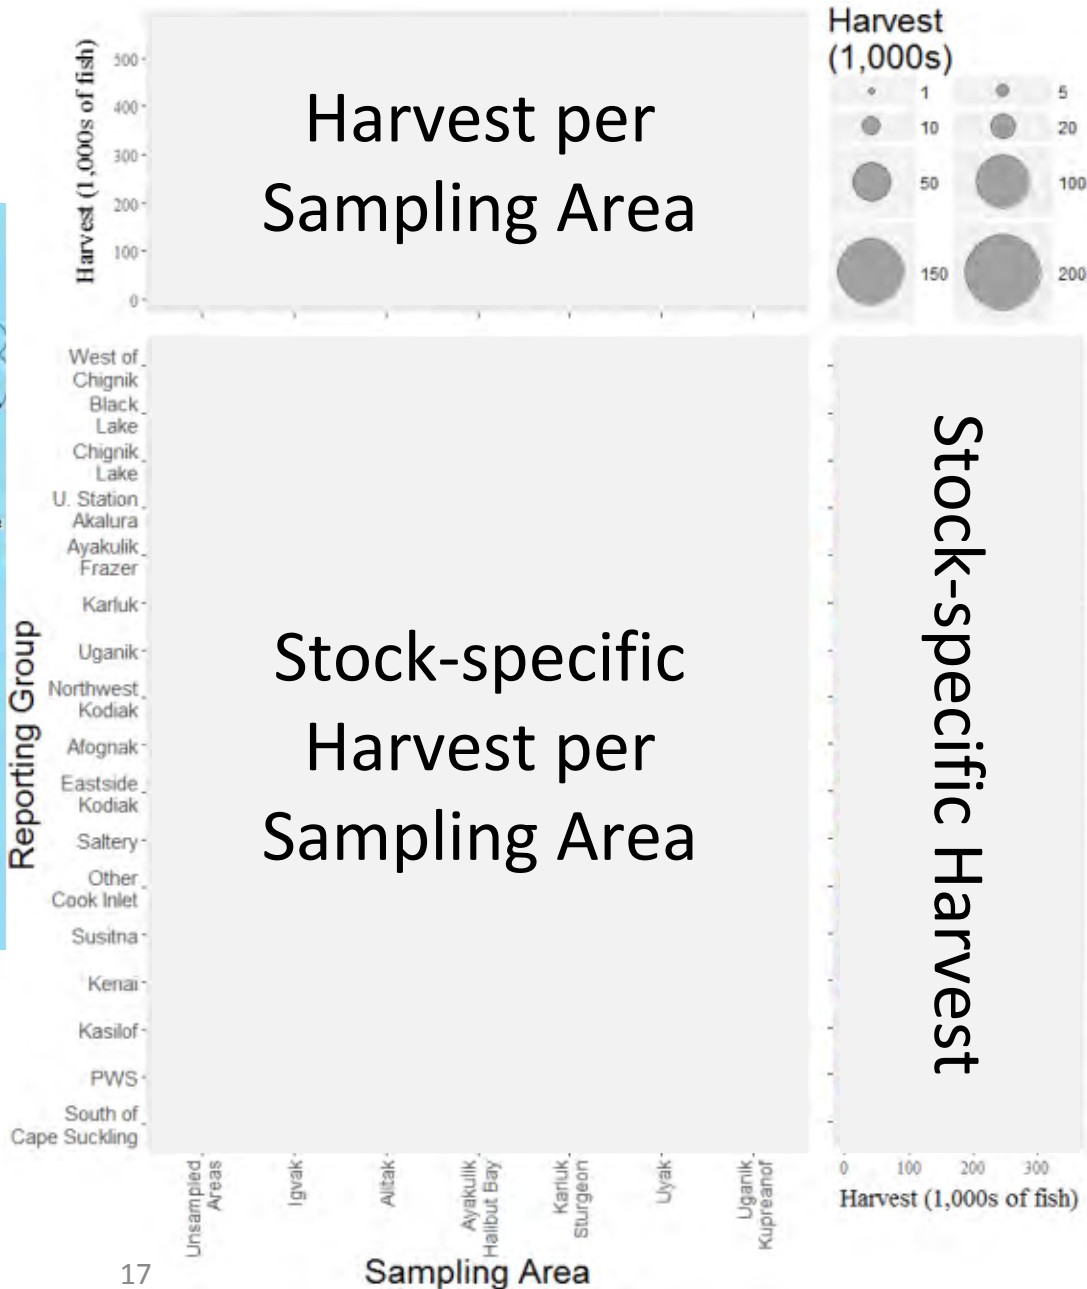 Harvest (1,000s of fish)
500
400
300
200
100
0
Harvest per
Sampling Area
Harvest
(1,000s)
1
5
10
20
50
100
150
200
Reporting Group
West of
Chignik
Black
Lake
Chignik
Lake
U. Station
Akalura
Ayakulik
Frazer
Karluk
Uganik
Northwest
Kodiak
Afognak
Eastside
Kodiak
Saltery
Other
Cook Inlet
Susitna
Kenai
Kasilof
PWS
South of
Cape Suckling
Stock-specific
Harvest per
Sampling Area
Stock-specific Harvest
Unsampled
Areas
Igvak
Alitak
Ayakulik
Halibut Bay
Karluk
Sturgeon
Uyak
Uganik
Kupreanof
Sampling Area
0
100
200
300
Harvest (1,000s of fish)
17